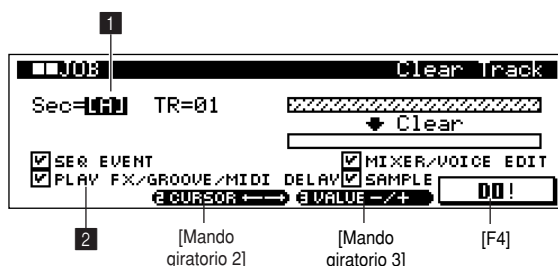 1
JOB Clear Track
Sec=[A] TR=01
Clear
SEQ EVENT MIXER/VOICE EDIT
PLAY FX/GROOVE/MIDI DELAY SAMPLE
CURSOR VALUE -/+ DO!
2 [Mando giratorio 2] [Mando giratorio 3] [F4]